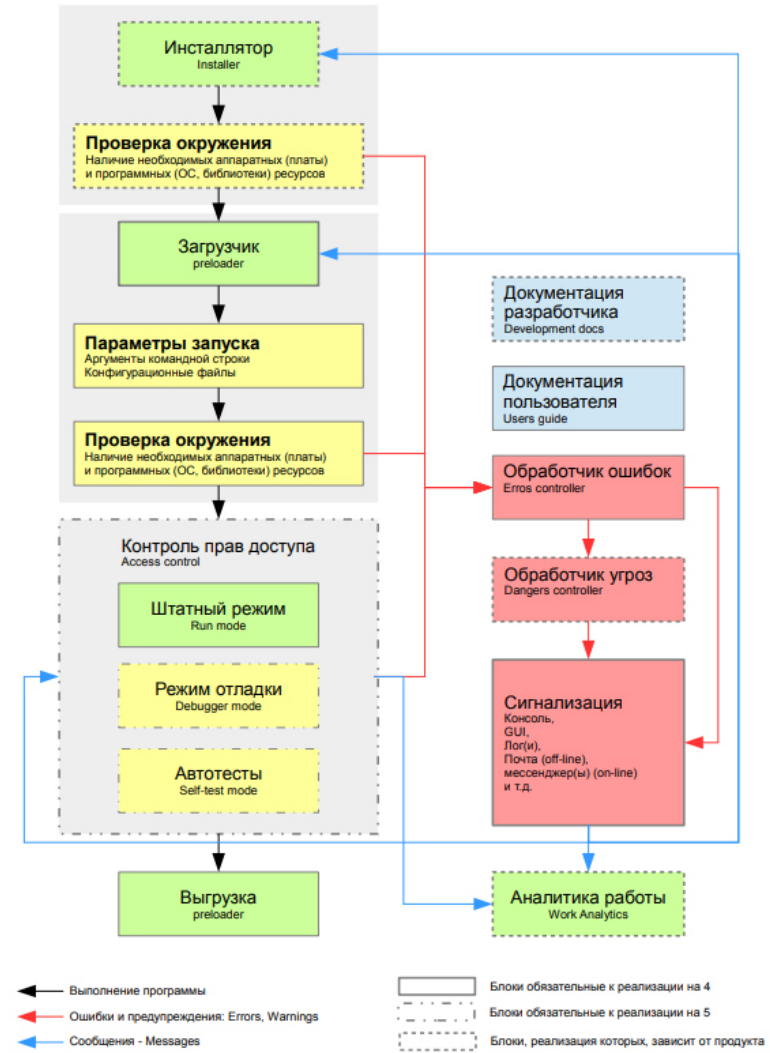 Инсталлятор
Installer
Проверка окружения
Наличие необходимых аппаратных (платы)
и программных (ОС, библиотеки) ресурсов
Загрузчик
preloader
Параметры запуска
Аргументы командной строки
Конфигурационные файлы
Проверка окружения
Наличие необходимых аппаратных (платы)
и программных (ОС, библиотеки) ресурсов
Контроль прав доступа
Access control
Штатный режим
Run mode
Режим отладки
Debugger mode
Автотесты
Self-test mode
Выгрузка
preloader
Документация
разработчика
Development docs
Документация
пользователя
Users guide
Обработчик ошибок
Erros controller
Обработчик угроз
Dangers controller
Сигнализация
Консоль,
GUI,
Лог(и),
Почта (off-line),
мессенджер(ы) (on-line)
и т.д.
Аналитика работы
Work Analytics
Выполнение программы
Ошибки и предупреждения: Errors, Warnings
Сообщения - Messages
Блоки обязательные к реализации на 4
Блоки обязательные к реализации на 5
Блоки, реализация которых, зависит от продукта